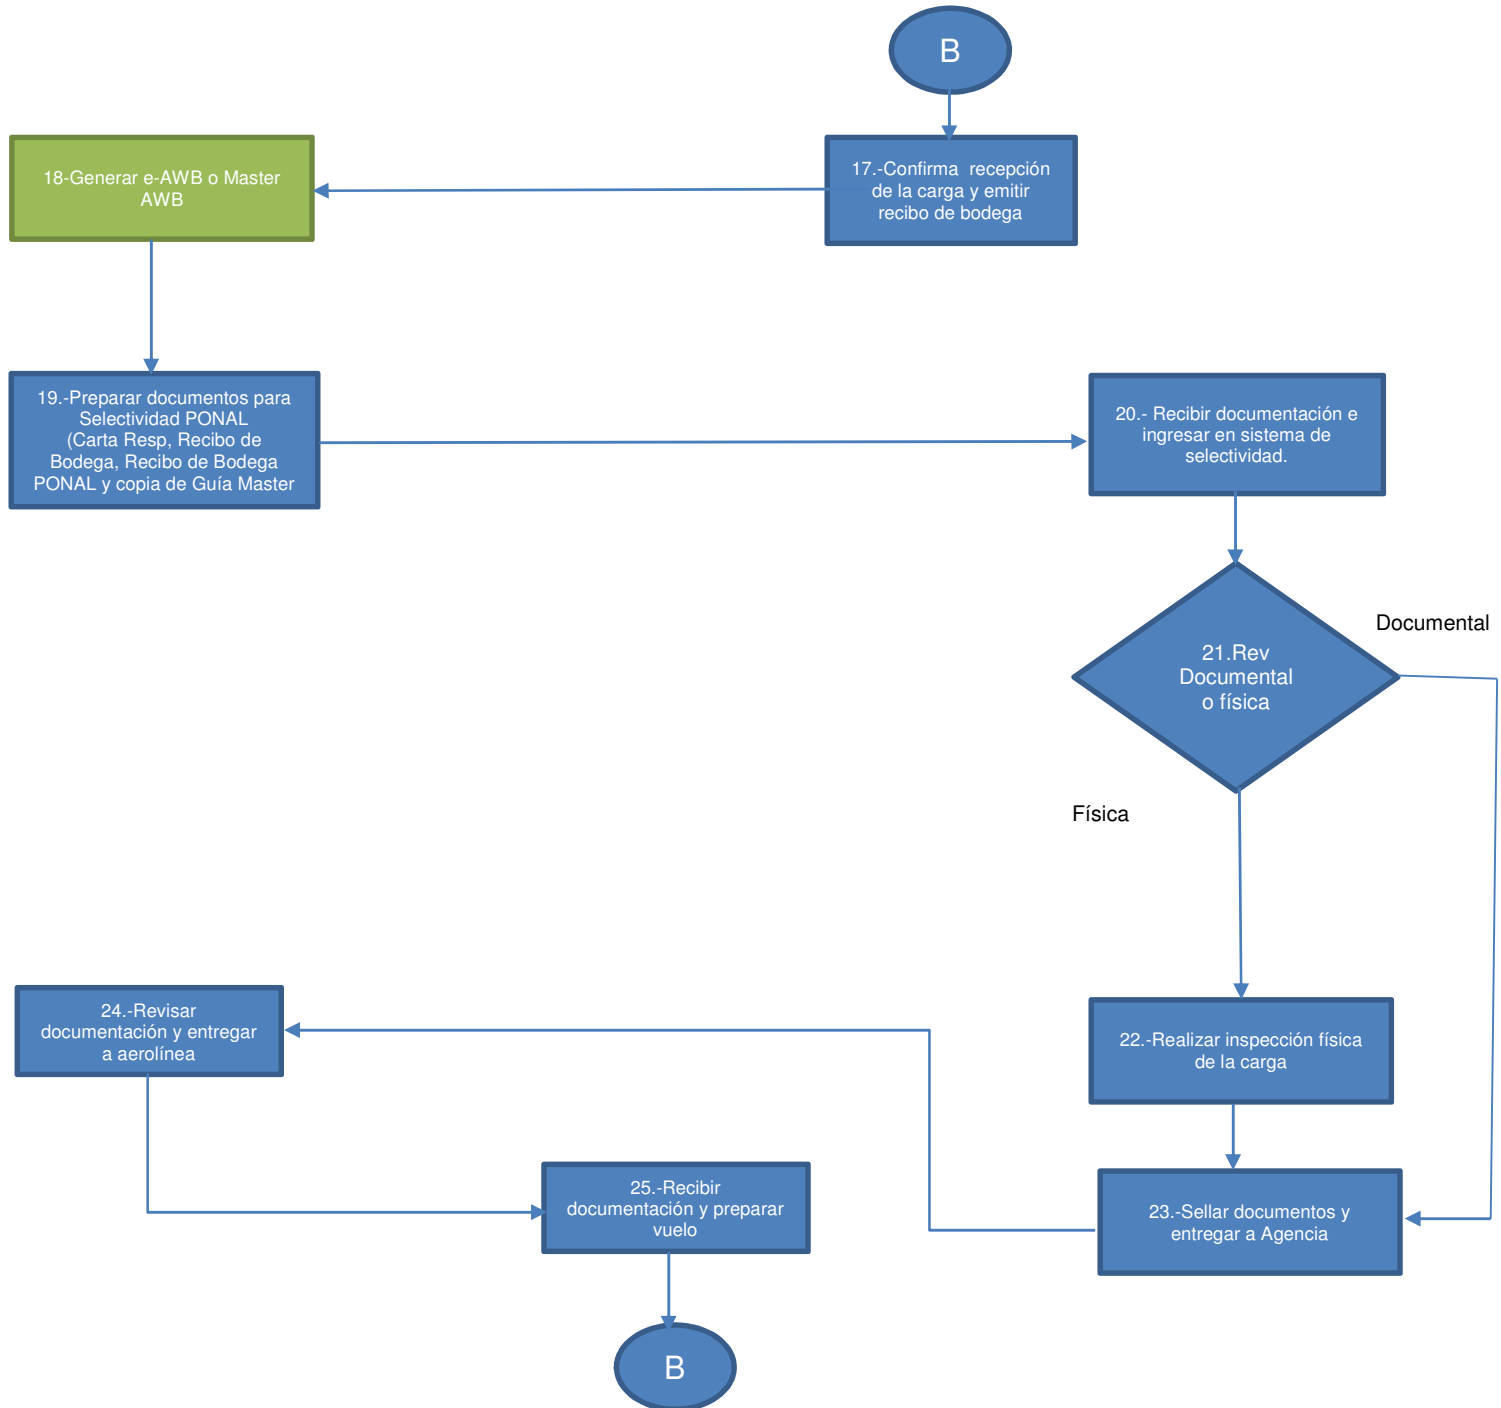 B
17.-Confirma recepción
de la carga y emitir
recibo de bodega
18-Generar e-AWB o Master
AWB
19.-Preparar documentos para
Selectividad PONAL
(Carta Resp, Recibo de
Bodega, Recibo de Bodega
PONAL y copia de Guía Master
20.- Recibir documentación e
ingresar en sistema de
selectividad.
21.Rev
Documental
o física
Documental
Física
22.-Realizar inspección física
de la carga
23.-Sellar documentos y
entregar a Agencia
24.-Revisar
documentación y entregar
a aerolínea
25.-Recibir
documentación y preparar
vuelo
B